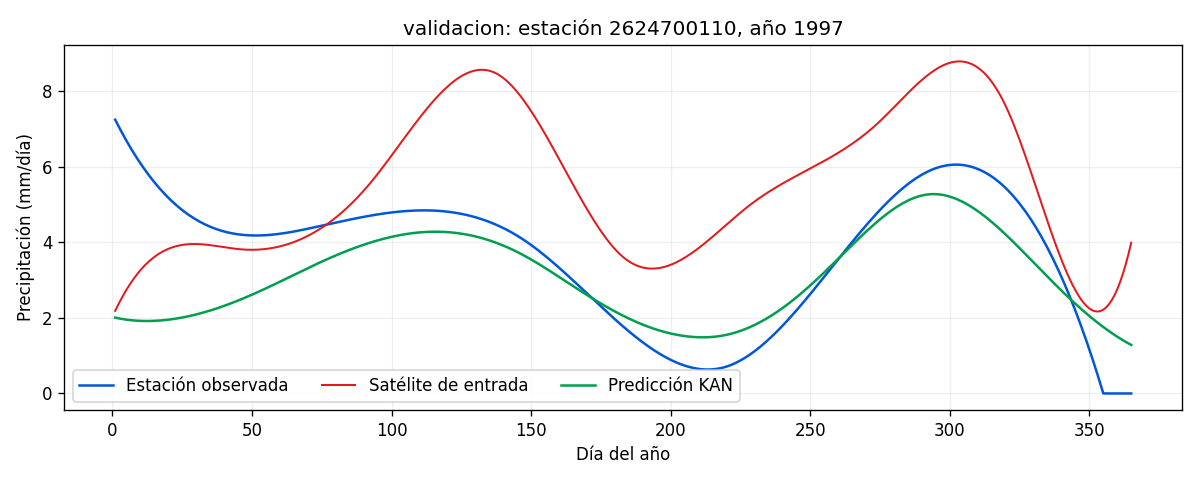 validacion: estación 2624700110, año 1997
Precipitación (mm/día)
8
6
4
2
0
Estación observada Satélite de entrada Predicción KAN
0 50 100 150 200 250 300 350
Día del año